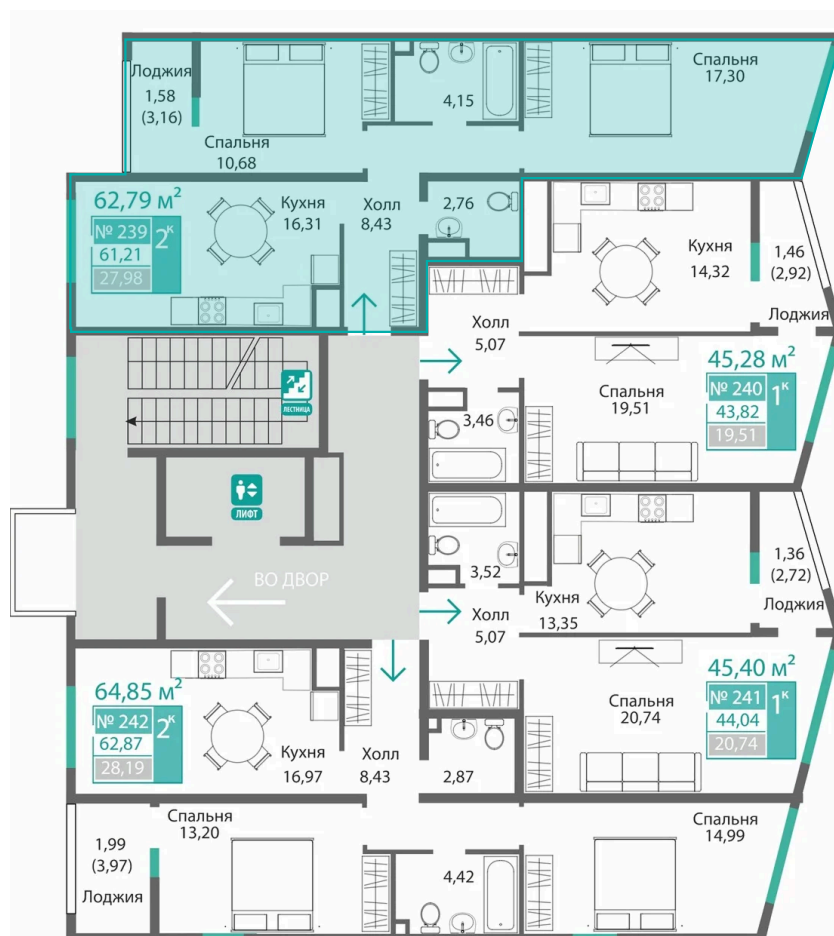 Лоджия
1,58
(3,16)
Спальня
10,68
4,15
Спальня
17,30
62,79 м²
№ 239
61,21
27,98
2ᴷ
Кухня
16,31
Холл
8,43
2,76
Кухня
14,32
1,46
(2,92)
Лоджия
Холл
5,07
ЛЕСТНИЦА
3,46
Спальня
19,51
45,28 м²
№ 240
43,82
19,51
1ᴷ
ЛИФТ
ВО ДВОР
3,52
Холл
5,07
Кухня
13,35
1,36
(2,72)
Лоджия
64,85 м²
№ 242
62,87
28,19
2ᴷ
Кухня
16,97
Холл
8,43
2,87
Спальня
20,74
45,40 м²
№ 241
44,04
20,74
1ᴷ
1,99
(3,97)
Лоджия
Спальня
13,20
4,42
Спальня
14,99